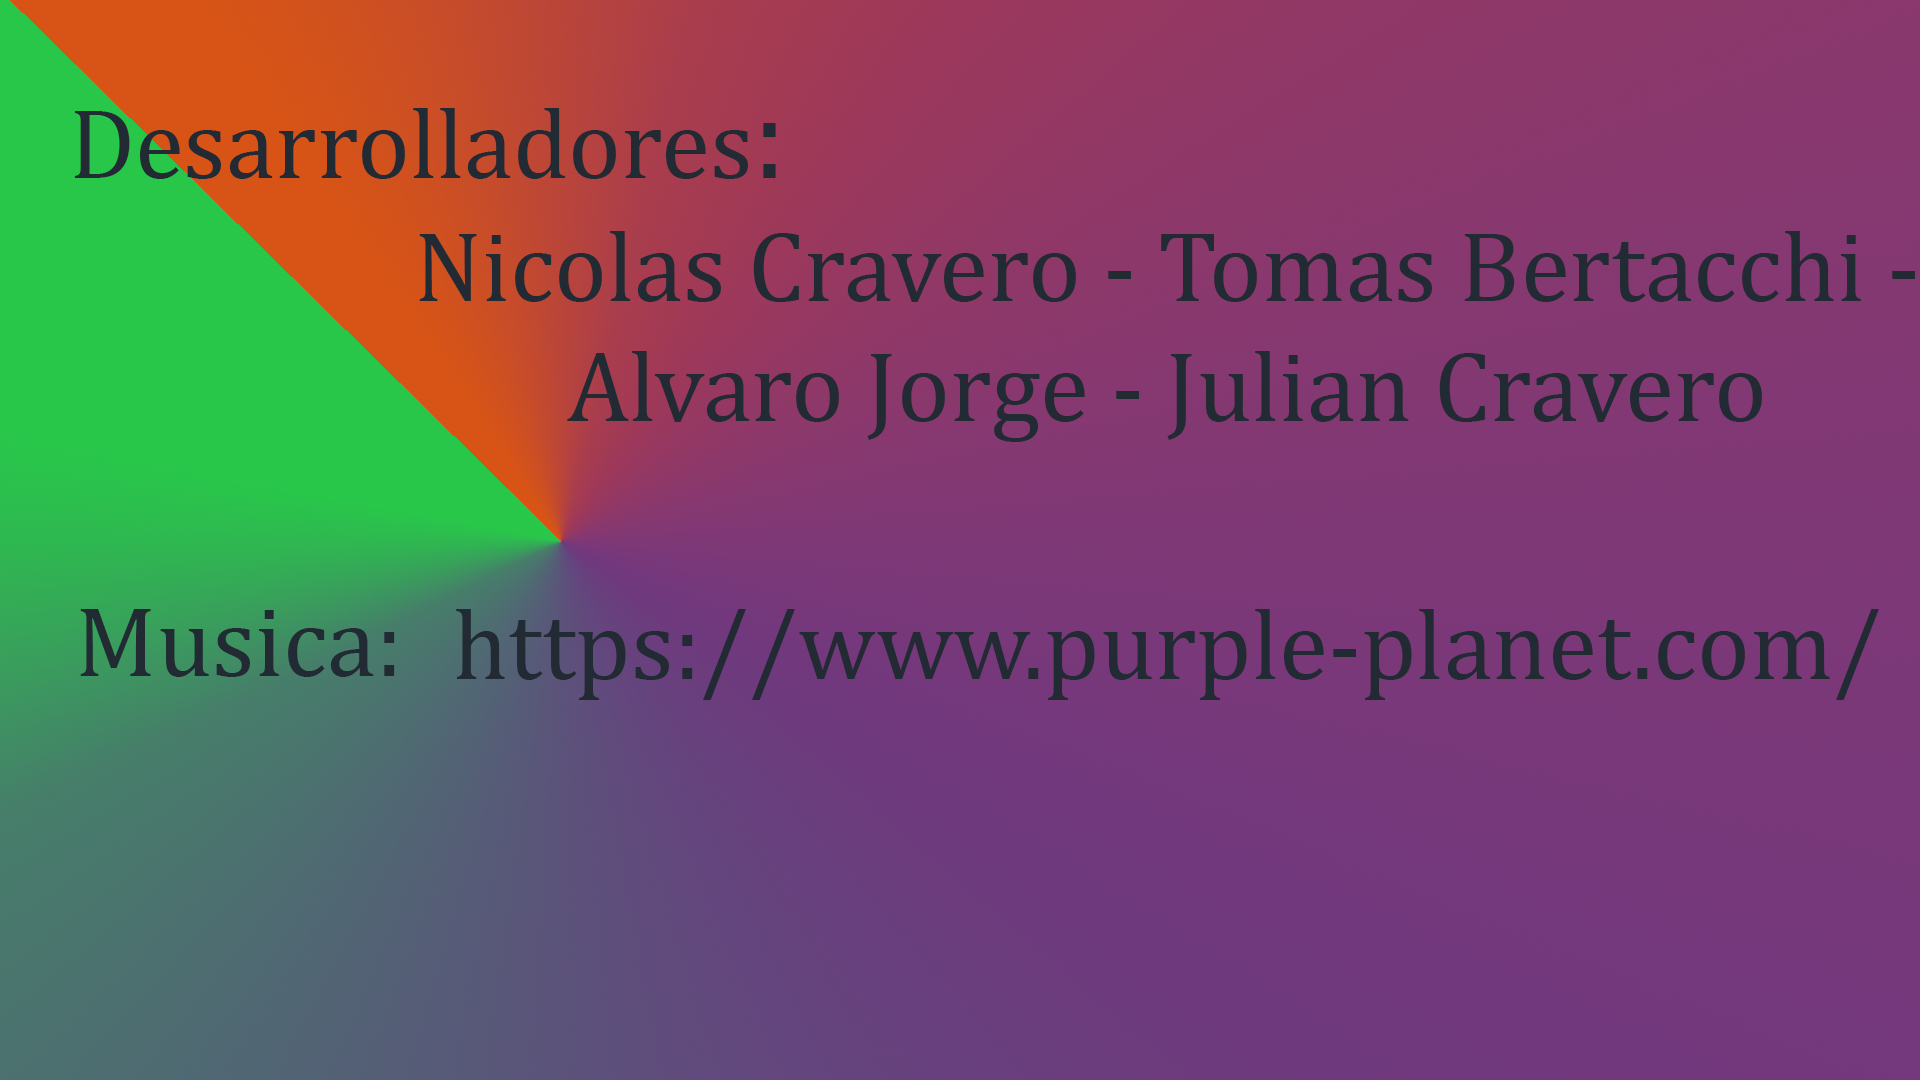 Desarrolladores:
Nicolas Cravero - Tomas Bertacchi -
Alvaro Jorge - Julian Cravero
Musica: https://www.purple-planet.com/